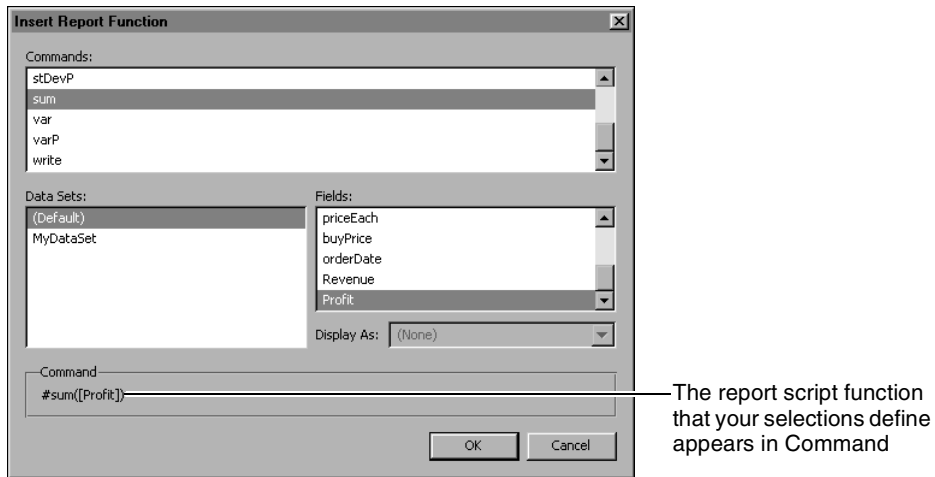 Insert Report Function
Commands:
stDevP
sum
var
varP
write
Data Sets:
(Default)
MyDataSet
Fields:
priceEach
buyPrice
orderDate
Revenue
Profit
Display As: (None)
Command
#sum([Profit])
The report script function
that your selections define
appears in Command
OK Cancel